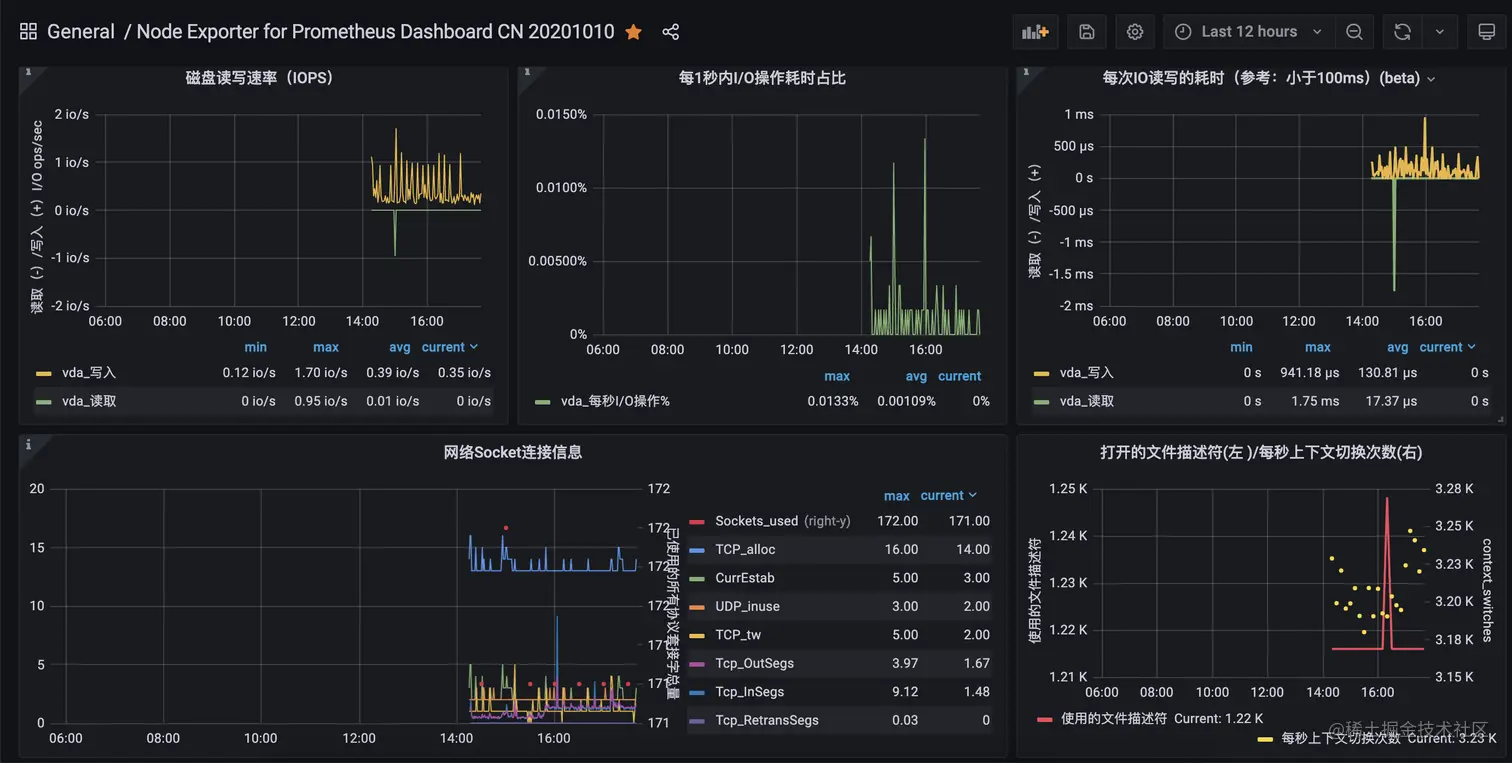 General / Node Exporter for Prometheus Dashboard CN 20201010
Last 12 hours
磁盘读写速率（IOPS）
读取（-）/写入（+）I/O ops/sec
2 io/s
1 io/s
0 io/s
-1 io/s
-2 io/s
06:00 08:00 10:00 12:00 14:00 16:00
min max avg current
vda_写入 0.12 io/s 1.70 io/s 0.39 io/s 0.35 io/s
vda_读取 0 io/s 0.95 io/s 0.01 io/s 0 io/s
每1秒内I/O操作耗时占比
0.0150%
0.0100%
0.00500%
0%
06:00 08:00 10:00 12:00 14:00 16:00
max avg current
vda_每秒I/O操作% 0.0133% 0.00109% 0%
每次IO读写的耗时（参考：小于100ms）(beta)
读取（-）/写入（+）
1 ms
500 µs
0 s
-500 µs
-1 ms
-1.5 ms
-2 ms
06:00 08:00 10:00 12:00 14:00 16:00
min max avg current
vda_写入 0 s 941.18 µs 130.81 µs 0 s
vda_读取 0 s 1.75 ms 17.37 µs 0 s
网络Socket连接信息
20
15
10
5
0
06:00 08:00 10:00 12:00 14:00 16:00
172
172
172
172
171
171
171
已使用的所有协议套接字总量
max current
Sockets_used (right-y) 172.00 171.00
TCP_alloc 16.00 14.00
CurrEstab 5.00 3.00
UDP_inuse 3.00 2.00
TCP_tw 5.00 2.00
Tcp_OutSegs 3.97 1.67
Tcp_InSegs 9.12 1.48
Tcp_RetransSegs 0.03 0
打开的文件描述符(左 )/每秒上下文切换次数(右)
使用的文件描述符
1.25 K
1.24 K
1.23 K
1.22 K
1.21 K
06:00 08:00 10:00 12:00 14:00 16:00
3.28 K
3.25 K
3.23 K
3.20 K
3.18 K
3.15 K
context_switches
使用的文件描述符 Current: 1.22 K
每秒上下文切换次数 Current: 3.23 K
@稀土掘金技术社区